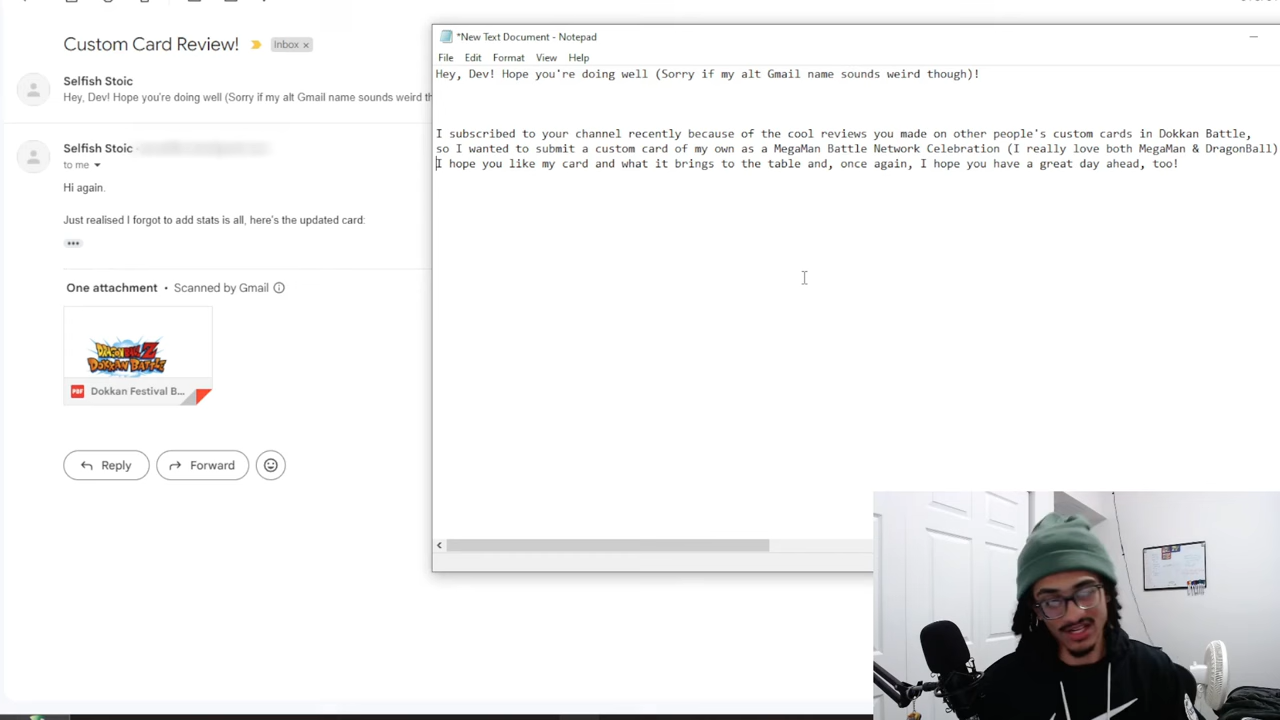 Custom Card Review!
Inbox ×
Selfish Stoic
Hey, Dev! Hope you're doing well (Sorry if my alt Gmail name sounds weird th
Selfish Stoic
to me
Hi again.
Just realised I forgot to add stats is all, here's the updated card:
One attachment • Scanned by Gmail
DRAGONBALL Z
DOKKAN BATTLE
PDF
Dokkan Festival B...
Reply
Forward
*New Text Document - Notepad
File Edit Format View Help
Hey, Dev! Hope you're doing well (Sorry if my alt Gmail name sounds weird though)!
I subscribed to your channel recently because of the cool reviews you made on other people's custom cards in Dokkan Battle,
so I wanted to submit a custom card of my own as a MegaMan Battle Network Celebration (I really love both MegaMan & DragonBall)
I hope you like my card and what it brings to the table and, once again, I hope you have a great day ahead, too!